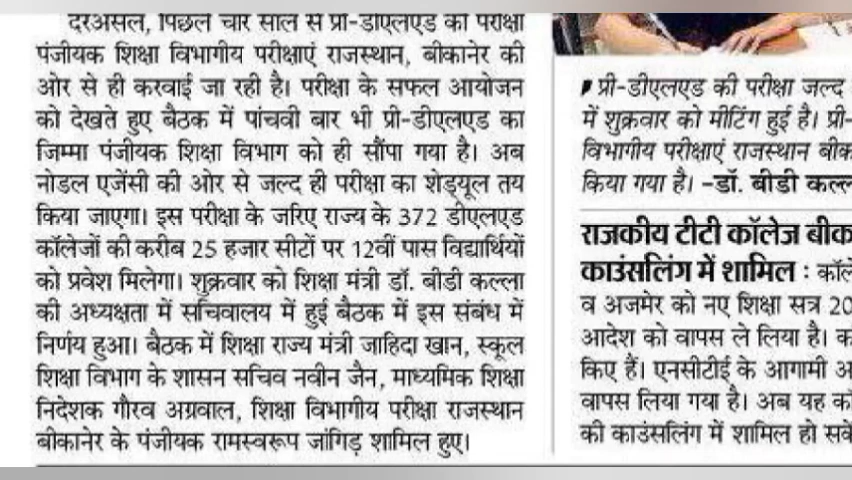 दरअसल, पिछले चार साल से प्री-डीएलएड की परीक्षा
पंजीयक शिक्षा विभागीय परीक्षाएं राजस्थान, बीकानेर की
ओर से ही करवाई जा रही है। परीक्षा के सफल आयोजन
को देखते हुए बैठक में पांचवी बार भी प्री-डीएलएड का
जिम्मा पंजीयक शिक्षा विभाग को ही सौंपा गया है। अब
नोडल एजेंसी की ओर से जल्द ही परीक्षा का शेड्यूल तय
किया जाएगा। इस परीक्षा के जरिए राज्य के 372 डीएलएड
कॉलेजों की करीब 25 हजार सीटों पर 12वीं पास विद्यार्थियों
को प्रवेश मिलेगा। शुक्रवार को शिक्षा मंत्री डॉ. बीडी कल्ला
की अध्यक्षता में सचिवालय में हुई बैठक में इस संबंध में
निर्णय हुआ। बैठक में शिक्षा राज्य मंत्री जाहिदा खान, स्कूल
शिक्षा विभाग के शासन सचिव नवीन जैन, माध्यमिक शिक्षा
निदेशक गौरव अग्रवाल, शिक्षा विभागीय परीक्षा राजस्थान
बीकानेर के पंजीयक रामस्वरूप जांगिड़ शामिल हुए।
प्री-डीएलएड की परीक्षा जल्द
में शुक्रवार को मीटिंग हुई है। प्री-
विभागीय परीक्षाएं राजस्थान बीक
किया गया है। -डॉ. बीडी कल्ल
राजकीय टीटी कॉलेज बीक
काउंसलिंग में शामिल : कॉले
व अजमेर को नए शिक्षा सत्र 20
आदेश को वापस ले लिया है। क
किए हैं। एनसीटीई के आगामी अ
वापस लिया गया है। अब यह कॉ
की काउंसलिंग में शामिल हो सके